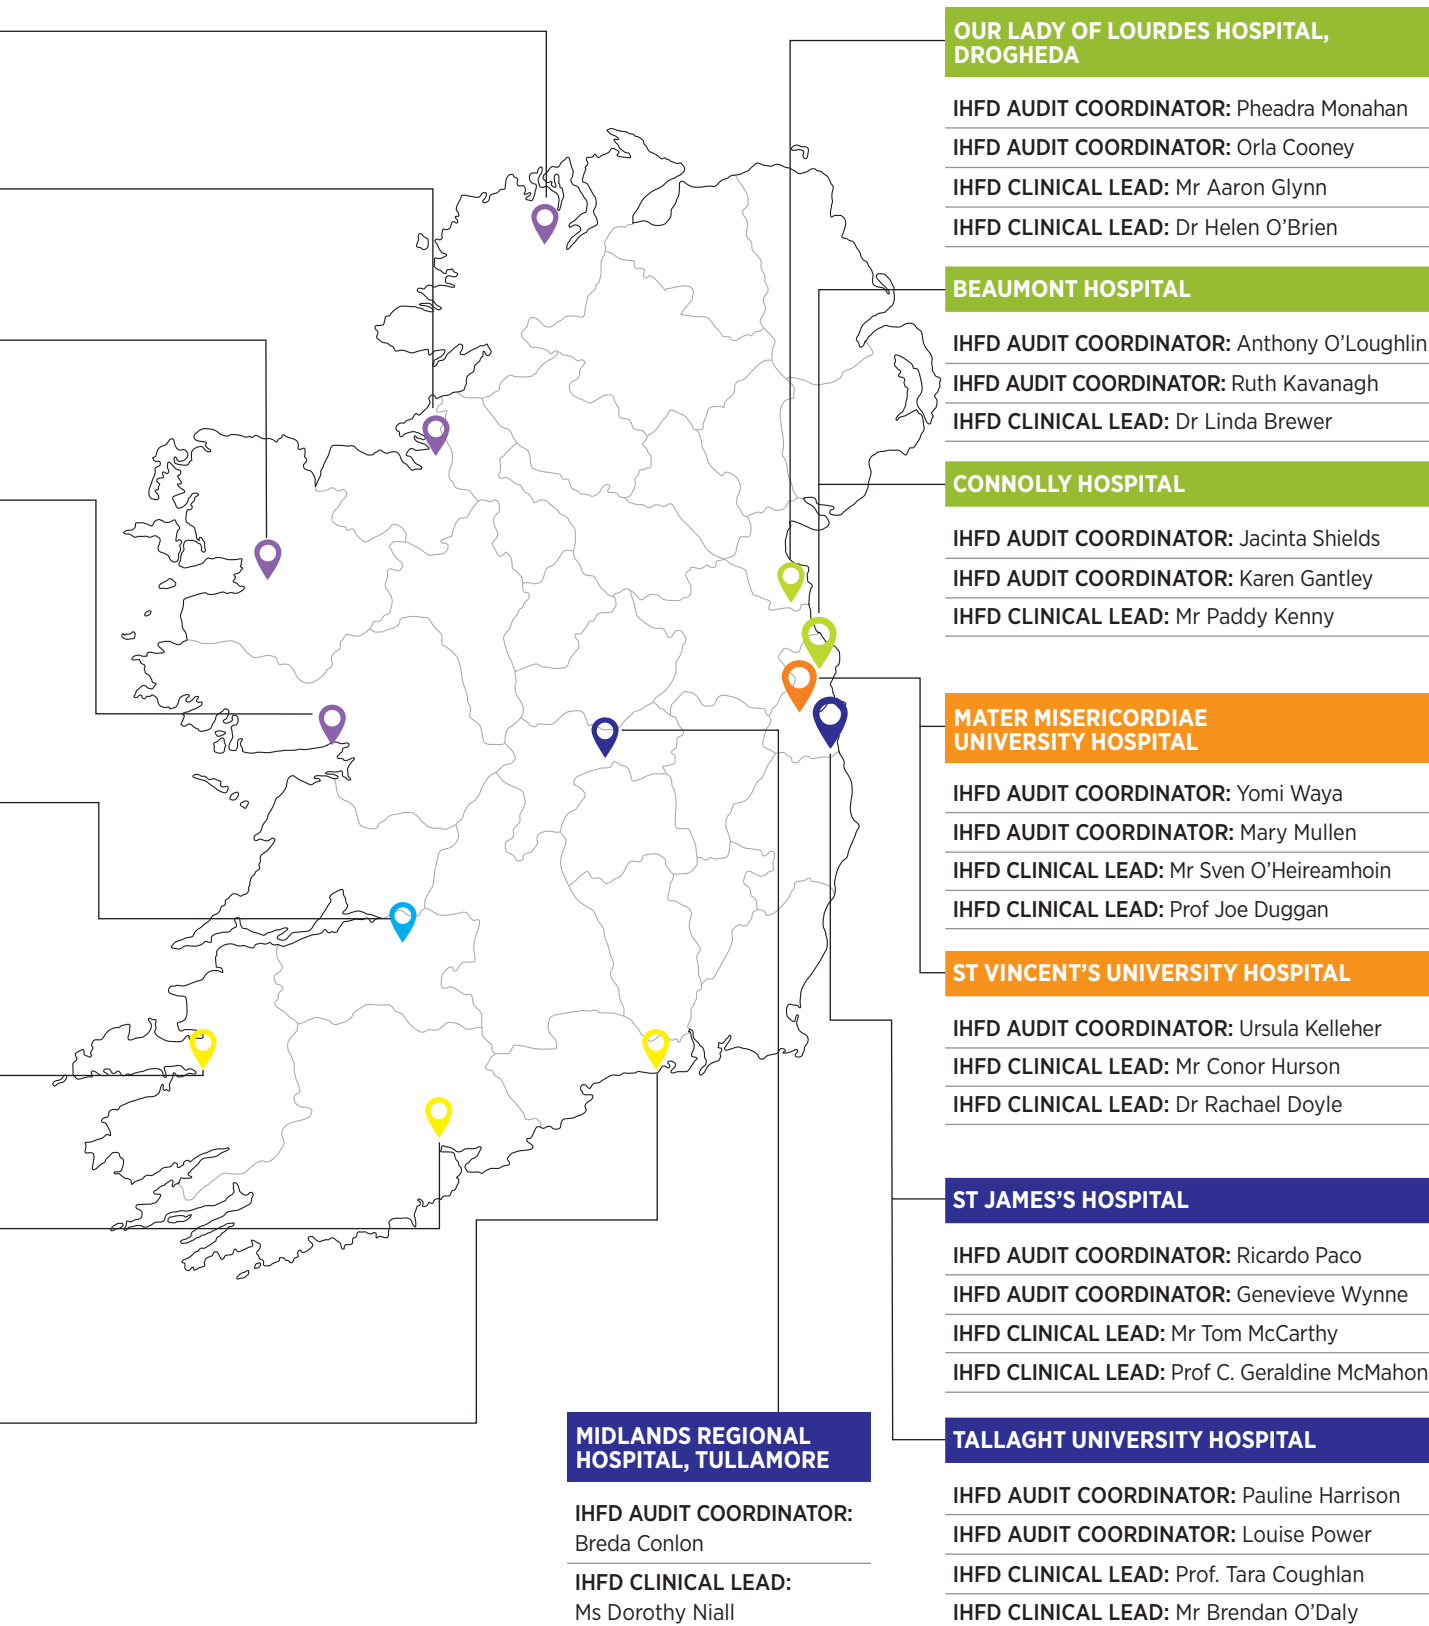 OUR LADY OF LOURDES HOSPITAL,
DROGHEDA
IHFD AUDIT COORDINATOR: Pheadra Monahan
IHFD AUDIT COORDINATOR: Orla Cooney
IHFD CLINICAL LEAD: Mr Aaron Glynn
IHFD CLINICAL LEAD: Dr Helen O’Brien
BEAUMONT HOSPITAL
IHFD AUDIT COORDINATOR: Anthony O’Loughlin
IHFD AUDIT COORDINATOR: Ruth Kavanagh
IHFD CLINICAL LEAD: Dr Linda Brewer
CONNOLLY HOSPITAL
IHFD AUDIT COORDINATOR: Jacinta Shields
IHFD AUDIT COORDINATOR: Karen Gantley
IHFD CLINICAL LEAD: Mr Paddy Kenny
MATER MISERICORDIAE
UNIVERSITY HOSPITAL
IHFD AUDIT COORDINATOR: Yomi Waya
IHFD AUDIT COORDINATOR: Mary Mullen
IHFD CLINICAL LEAD: Mr Sven O’Heireamhoin
IHFD CLINICAL LEAD: Prof Joe Duggan
ST VINCENT’S UNIVERSITY HOSPITAL
IHFD AUDIT COORDINATOR: Ursula Kelleher
IHFD CLINICAL LEAD: Mr Conor Hurson
IHFD CLINICAL LEAD: Dr Rachael Doyle
ST JAMES’S HOSPITAL
IHFD AUDIT COORDINATOR: Ricardo Paco
IHFD AUDIT COORDINATOR: Genevieve Wynne
IHFD CLINICAL LEAD: Mr Tom McCarthy
IHFD CLINICAL LEAD: Prof C. Geraldine McMahon
TALLAGHT UNIVERSITY HOSPITAL
IHFD AUDIT COORDINATOR: Pauline Harrison
IHFD AUDIT COORDINATOR: Louise Power
IHFD CLINICAL LEAD: Prof. Tara Coughlan
IHFD CLINICAL LEAD: Mr Brendan O’Daly
MIDLANDS REGIONAL
HOSPITAL, TULLAMORE
IHFD AUDIT COORDINATOR:
Breda Conlon
IHFD CLINICAL LEAD:
Ms Dorothy Niall